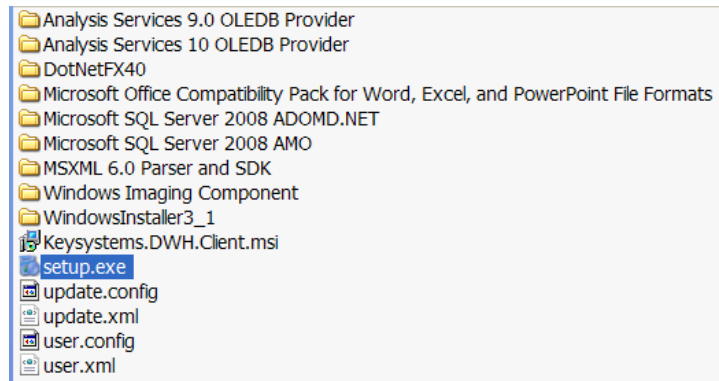 Analysis Services 9.0 OLEDB Provider
Analysis Services 10 OLEDB Provider
DotNetFX40
Microsoft Office Compatibility Pack for Word, Excel, and PowerPoint File Formats
Microsoft SQL Server 2008 ADOMD.NET
Microsoft SQL Server 2008 AMO
MSXML 6.0 Parser and SDK
Windows Imaging Component
WindowsInstaller3_1
Keysystems.DWH.Client.msi
setup.exe
update.config
update.xml
user.config
user.xml